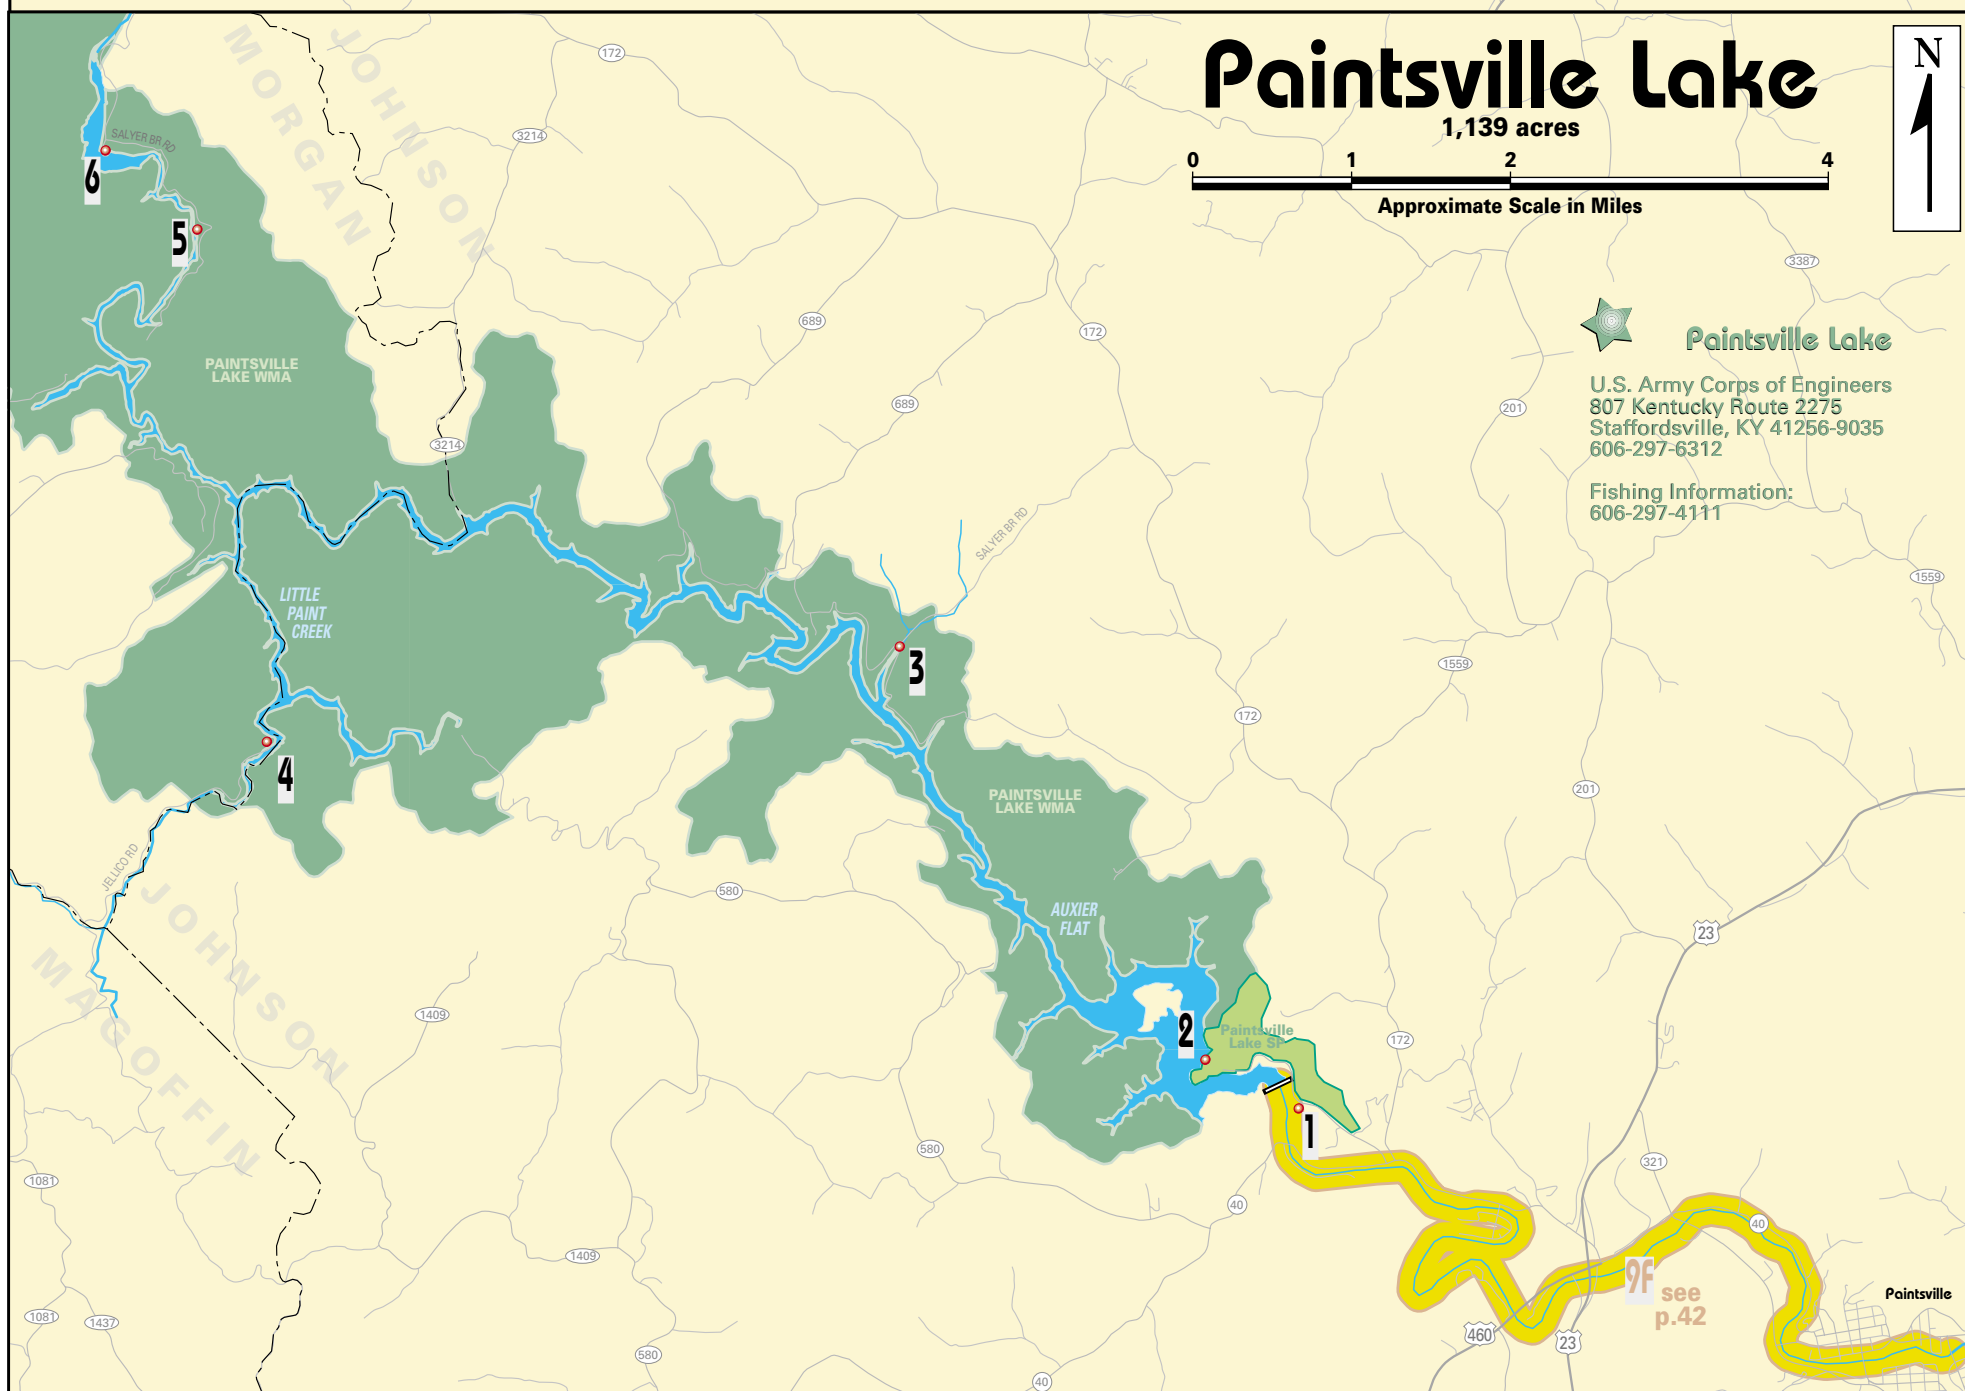 Paintsville Lake
1,139 acres
0 1 2 4
Approximate Scale in Miles
N
MORGAN
JOHNSON
172
3214
SALYER BR RD
6
5
3387
689
172
Paintsville Lake
U.S. Army Corps of Engineers
807 Kentucky Route 2275
Staffordsville, KY 41256-9035
606-297-6312
Fishing Information:
606-297-4111
PAINTSVILLE
LAKE WMA
689
201
3214
SALYER BR RD
1559
LITTLE
PAINT
CREEK
3
1559
172
4
PAINTSVILLE
LAKE WMA
201
JELLICO RD
580
AUXIER
FLAT
23
JOHNSON
MAGOFFIN
1409
2
Paintsville
Lake SP
172
1
580
321
1081
40
40
1409
9F
see
p.42
Paintsville
1081
1437
460
23
580
40